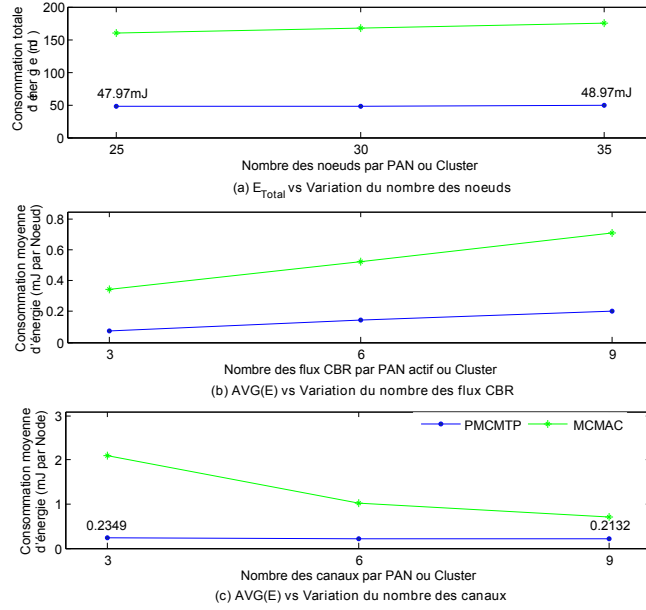 200
150
100
50
0
Consommation totale
47.97mJ
48.97mJ
25
30
35
Nombre des noeuds par PAN ou Cluster
(a) E_Total vs Variation du nombre des noeuds
0.8
0.6
0.4
0.2
0
Consommation moyenne
d'énergie (mJ par Noeud)
3
6
9
Nombre des flux CBR par PAN actif ou Cluster
(b) AVG(E) vs Variation du nombre des flux CBR
3
2
1
0
Consommation moyenne
d'énergie (mJ par Node)
PMCMTP
MCMAC
0.2349
0.2132
3
6
9
Nombre des canaux par PAN ou Cluster
(c) AVG(E) vs Variation du nombre des canaux